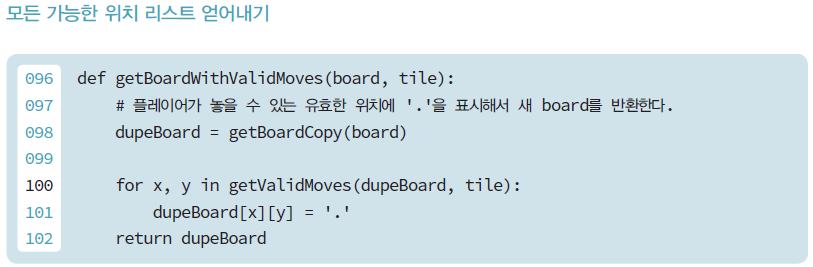 모든 가능한 위치 리스트 얻어내기
096 def getBoardWithValidMoves(board, tile):
097     # 플레이어가 놓을 수 있는 유효한 위치에 '.'을 표시해서 새 board를 반환한다.
098     dupeBoard = getBoardCopy(board)
099
100     for x, y in getValidMoves(dupeBoard, tile):
101         dupeBoard[x][y] = '.'
102     return dupeBoard